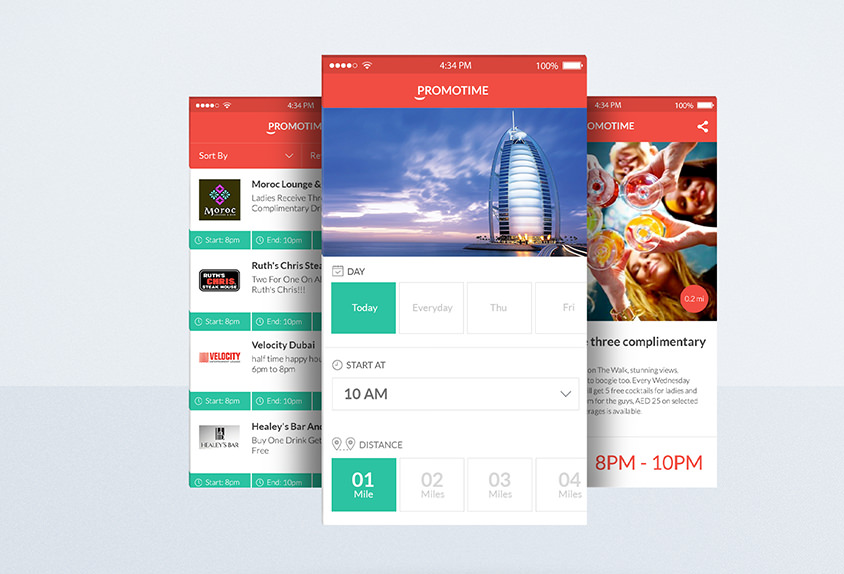 4:34 PM
PROMOTIME
Sort By
Re
Moroc
Moroc Lounge &
Ladies Receive Thr
Complimentary Dri
Start: 8pm
End: 10pm
RUTH'S
CHRIS
STEAK HOUSE
Ruth's Chris Stea
Two For One On Al
Ruth's Chris!!!
Start: 8pm
End: 10pm
VELOCITY
Velocity Dubai
half time happy hou
6pm to 8pm
Start: 8pm
End: 10pm
HEALEY'S BAR
Healey's Bar And
Buy One Drink Get
Free
Start: 8pm
End: 10pm
4:34 PM
100%
PROMOTIME
DAY
Today
Everyday
Thu
Fri
START AT
10 AM
DISTANCE
01
Mile
02
Miles
03
Miles
04
Miles
4:34 PM
100%
OMOTIME
0.2 mi
three complimentary
on The Walk, stunning views.
to boogie too. Every Wednesday
ill get 5 free cocktails for ladies and
m for the guys, AED 25 on selected
erages is available.
8PM - 10PM